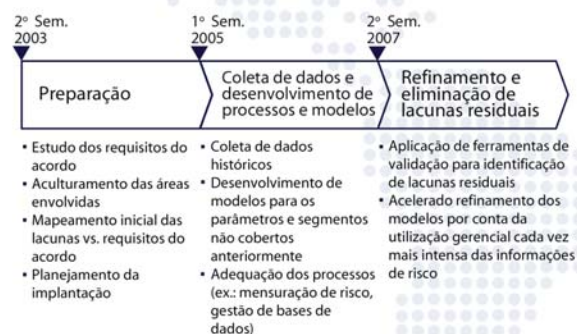 2º Sem.
2003
1º Sem.
2005
2º Sem.
2007
Preparação
Coleta de dados e
desenvolvimento de
processos e modelos
Refinamento e
eliminação de
lacunas residuais
• Estudo dos requisitos do
acordo
• Aculturamento das áreas
envolvidas
• Mapeamento inicial das
lacunas vs. requisitos do
acordo
• Planejamento da
implantação
• Coleta de dados
históricos
• Desenvolvimento de
modelos para os
parâmetros e segmentos
não cobertos
anteriormente
• Adequação dos processos
(ex.: mensuração de risco,
gestão de bases de
dados)
• Aplicação de ferramentas de
validação para identificação
de lacunas residuais
• Acelerado refinamento dos
modelos por conta da
utilização gerencial cada vez
mais intensa das informações
de risco